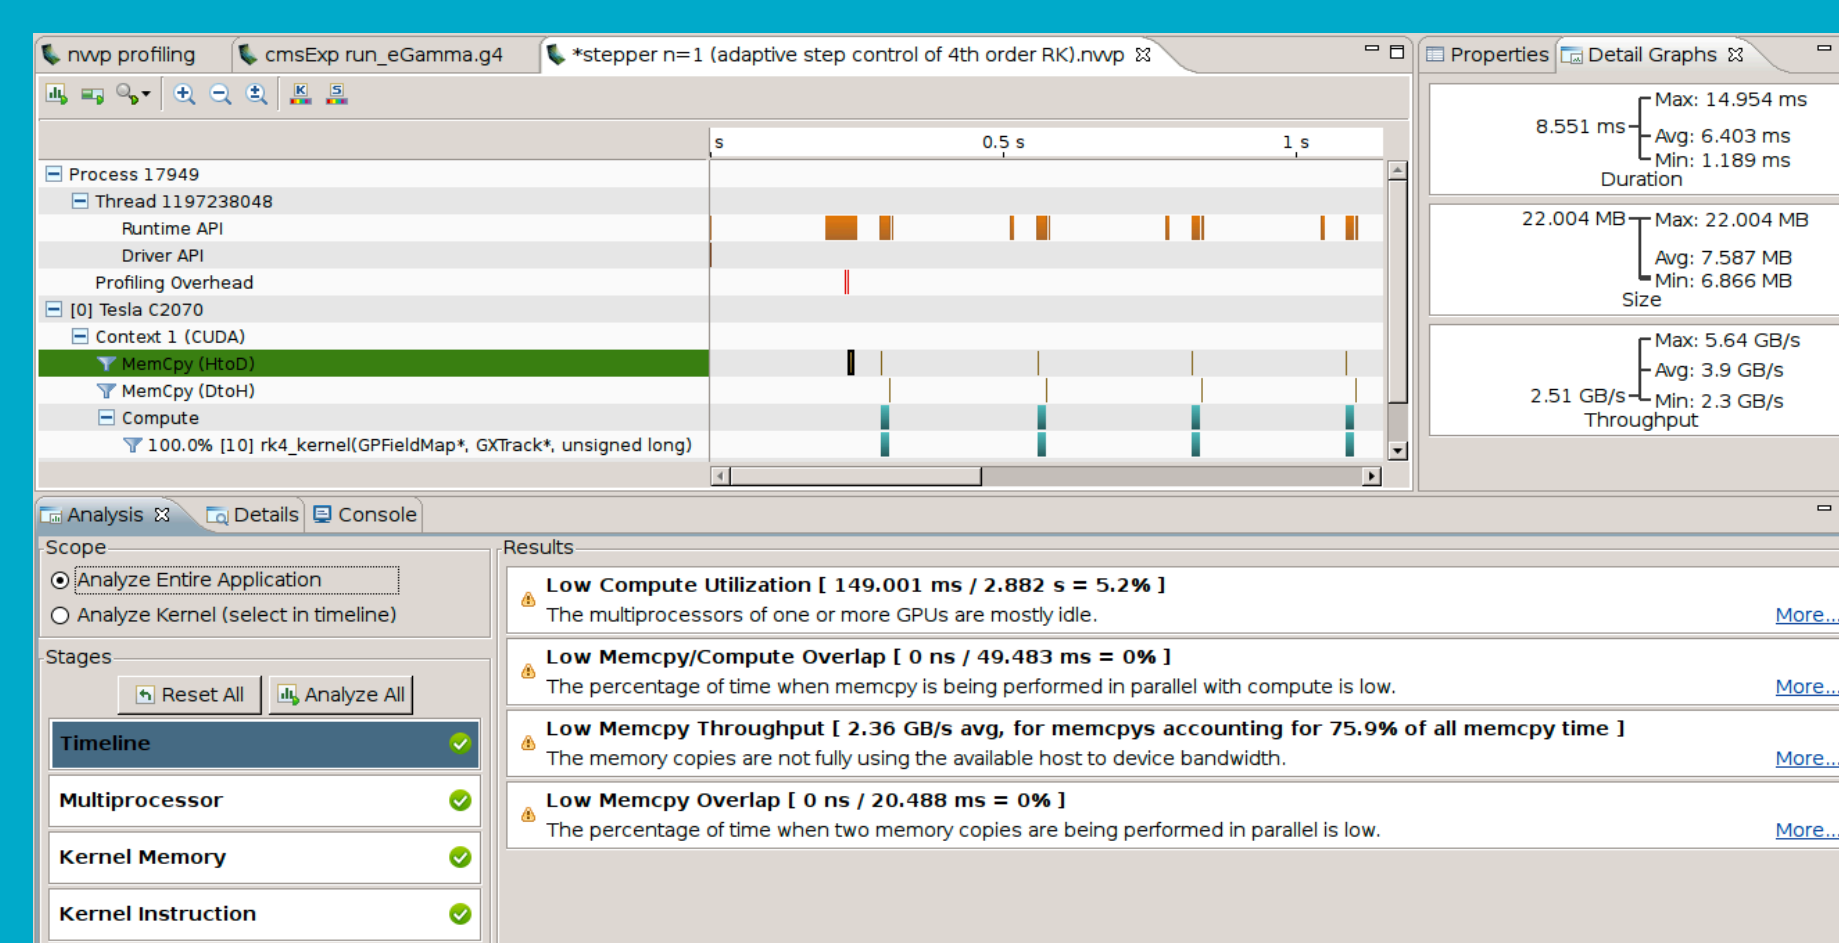 nvvp profiling
cmsExp run_eGamma.g4
*stepper n=1 (adaptive step control of 4th order RK).nvvp
Properties
Detail Graphs
K
S
s
0.5 s
1 s
Process 17949
Thread 1197238048
Runtime API
Driver API
Profiling Overhead
[0] Tesla C2070
Context 1 (CUDA)
MemCpy (HtoD)
MemCpy (DtoH)
Compute
100.0% [10] rk4_kernel(GPFieldMap*, GXTrack*, unsigned long)
Max: 14.954 ms
8.551 ms
Avg: 6.403 ms
Min: 1.189 ms
Duration
22.004 MB
Max: 22.004 MB
Avg: 7.587 MB
Min: 6.866 MB
Size
Max: 5.64 GB/s
Avg: 3.9 GB/s
2.51 GB/s
Min: 2.3 GB/s
Throughput
Analysis
Details
Console
Scope
Analyze Entire Application
Analyze Kernel (select in timeline)
Stages
Reset All
Analyze All
Timeline
Multiprocessor
Kernel Memory
Kernel Instruction
Results
Low Compute Utilization [ 149.001 ms / 2.882 s = 5.2% ]
The multiprocessors of one or more GPUs are mostly idle.
More...
Low Memcpy/Compute Overlap [ 0 ns / 49.483 ms = 0% ]
The percentage of time when memcpy is being performed in parallel with compute is low.
More...
Low Memcpy Throughput [ 2.36 GB/s avg, for memcpys accounting for 75.9% of all memcpy time ]
The memory copies are not fully using the available host to device bandwidth.
More...
Low Memcpy Overlap [ 0 ns / 20.488 ms = 0% ]
The percentage of time when two memory copies are being performed in parallel is low.
More...